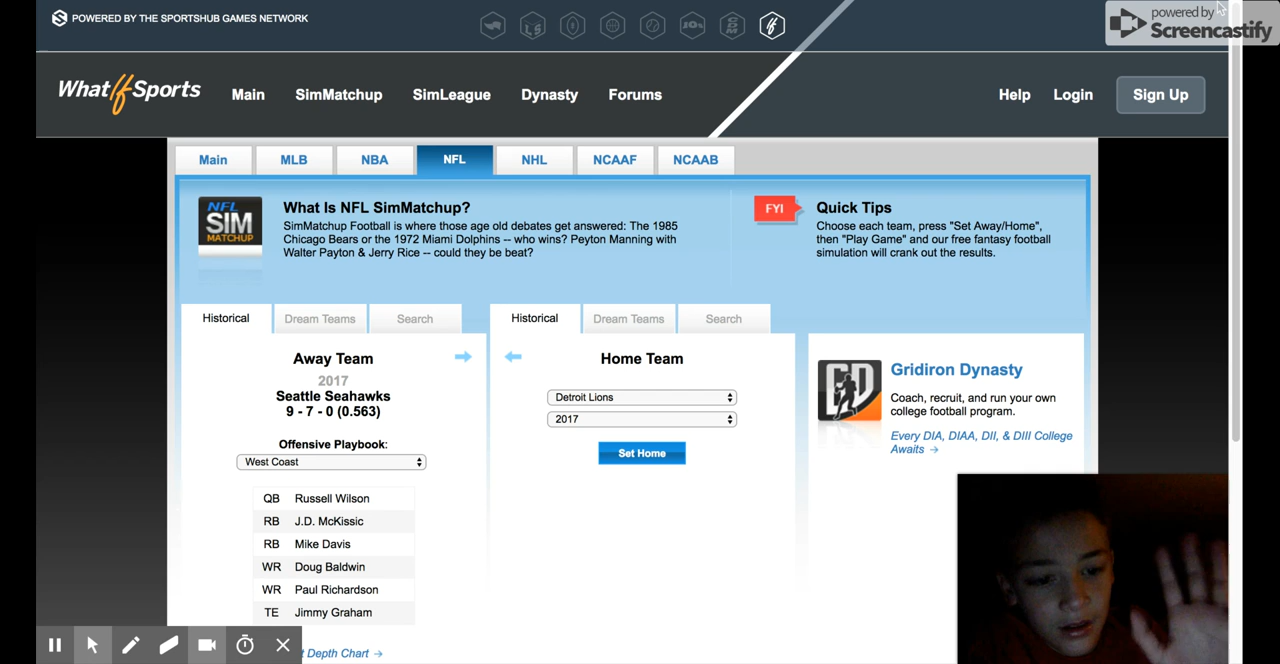 POWERED BY THE SPORTSHUB GAMES NETWORK
powered by
Screencastify
What If Sports
Main
SimMatchup
SimLeague
Dynasty
Forums
Help
Login
Sign Up
Main
MLB
NBA
NFL
NHL
NCAAF
NCAAB
NFL
SIM
MATCHUP
What Is NFL SimMatchup?
SimMatchup Football is where those age old debates get answered: The 1985
Chicago Bears or the 1972 Miami Dolphins -- who wins? Peyton Manning with
Walter Payton & Jerry Rice -- could they be beat?
FYI
Quick Tips
Choose each team, press "Set Away/Home",
then "Play Game" and our free fantasy football
simulation will crank out the results.
Historical
Dream Teams
Search
Historical
Dream Teams
Search
Away Team
2017
Seattle Seahawks
9 - 7 - 0 (0.563)
Offensive Playbook:
West Coast
QB Russell Wilson
RB J.D. McKissic
RB Mike Davis
WR Doug Baldwin
WR Paul Richardson
TE Jimmy Graham
t Depth Chart →
Home Team
Detroit Lions
2017
Set Home
GD
Gridiron Dynasty
Coach, recruit, and run your own
college football program.
Every DIA, DIAA, DII, & DIII College
Awaits →